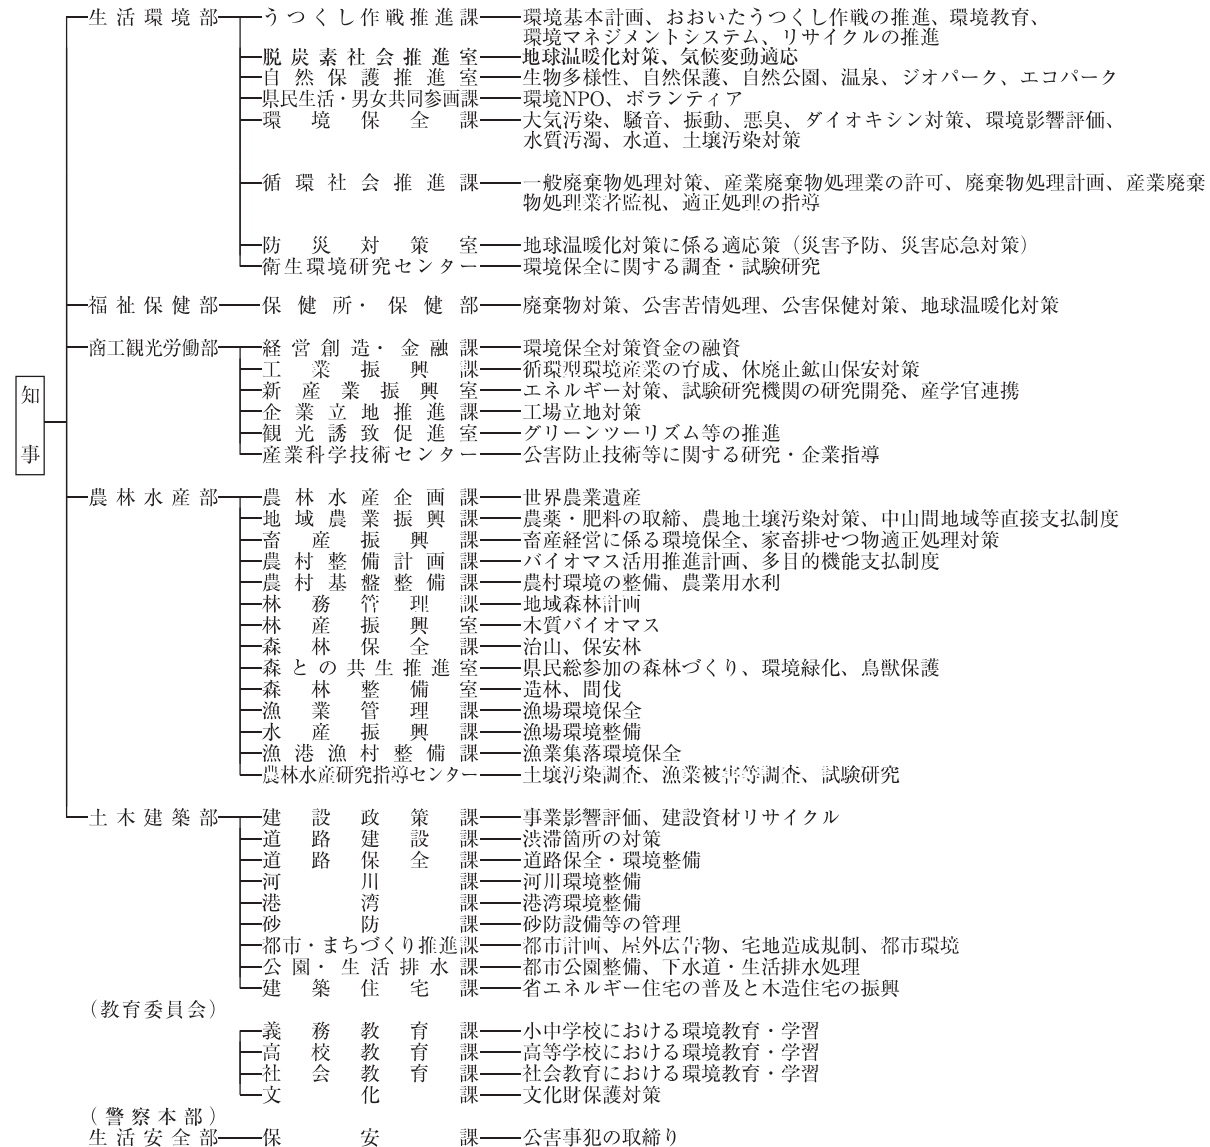 生活環境部 うつくし作戦推進課 環境基本計画、おおいたうつくし作戦の推進、環境教育、
環境マネジメントシステム、リサイクルの推進
脱炭素社会推進室 地球温暖化対策、気候変動適応
自然保護推進室 生物多様性、自然保護、自然公園、温泉、ジオパーク、エコパーク
県民生活・男女共同参画課 環境NPO、ボランティア
環境保全課 大気汚染、騒音、振動、悪臭、ダイオキシン対策、環境影響評価、
水質汚濁、水道、土壌汚染対策
循環社会推進課 一般廃棄物処理対策、産業廃棄物処理業の許可、廃棄物処理計画、産業廃棄
物処理業者監視、適正処理の指導
防災対策室 地球温暖化対策に係る適応策（災害予防、災害応急対策）
衛生環境研究センター 環境保全に関する調査・試験研究
福祉保健部 保健所・保健部 廃棄物対策、公害苦情処理、公害保健対策、地球温暖化対策
商工観光労働部 経営創造・金融課 環境保全対策資金の融資
工業振興課 循環型環境産業の育成、休廃止鉱山保安対策
新産業振興室 エネルギー対策、試験研究機関の研究開発、産学官連携
企業立地推進課 工場立地対策
観光誘致促進室 グリーンツーリズム等の推進
産業科学技術センター 公害防止技術等に関する研究・企業指導
知事
農林水産部 農林水産企画課 世界農業遺産
地域農業振興課 農薬・肥料の取締、農地土壌汚染対策、中山間地域等直接支払制度
畜産振興課 畜産経営に係る環境保全、家畜排せつ物適正処理対策
農村整備計画課 バイオマス活用推進計画、多目的機能支払制度
農村基盤整備課 農村環境の整備、農業用水利
林務管理課 地域森林計画
林産振興室 木質バイオマス
森林保全課 治山、保安林
森との共生推進室 県民総参加の森林づくり、環境緑化、鳥獣保護
森林整備室 造林、間伐
漁業管理課 漁場環境保全
水産振興課 漁場環境整備
漁港漁村整備課 漁業集落環境保全
農林水産研究指導センター 土壌汚染調査、漁業被害等調査、試験研究
土木建築部 建設政策課 事業影響評価、建設資材リサイクル
道路建設課 渋滞箇所の対策
道路保全課 道路保全・環境整備
河川課 河川環境整備
港湾課 港湾環境整備
砂防課 砂防設備等の管理
都市・まちづくり推進課 都市計画、屋外広告物、宅地造成規制、都市環境
公園・生活排水課 都市公園整備、下水道・生活排水処理
建築住宅課 省エネルギー住宅の普及と木造住宅の振興
（教育委員会）
義務教育課 小中学校における環境教育・学習
高校教育課 高等学校における環境教育・学習
社会教育課 社会教育における環境教育・学習
文化課 文化財保護対策
（警察本部）
生活安全部 保安課 公害事犯の取締り